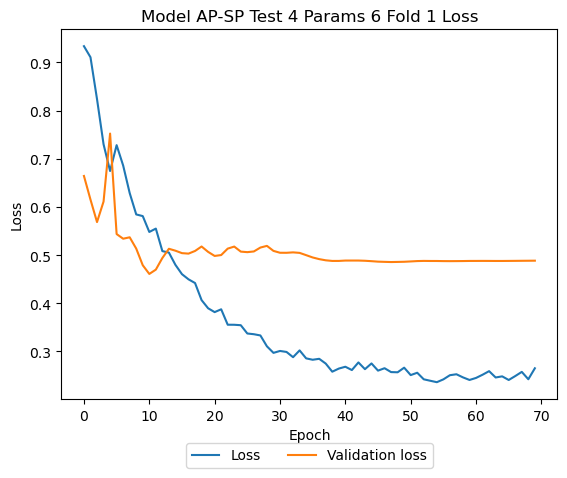 Model AP-SP Test 4 Params 6 Fold 1 Loss
0.9
0.8
0.7
0.6
0.5
0.4
0.3
Loss
0 10 20 30 40 50 60 70
Epoch
Loss Validation loss